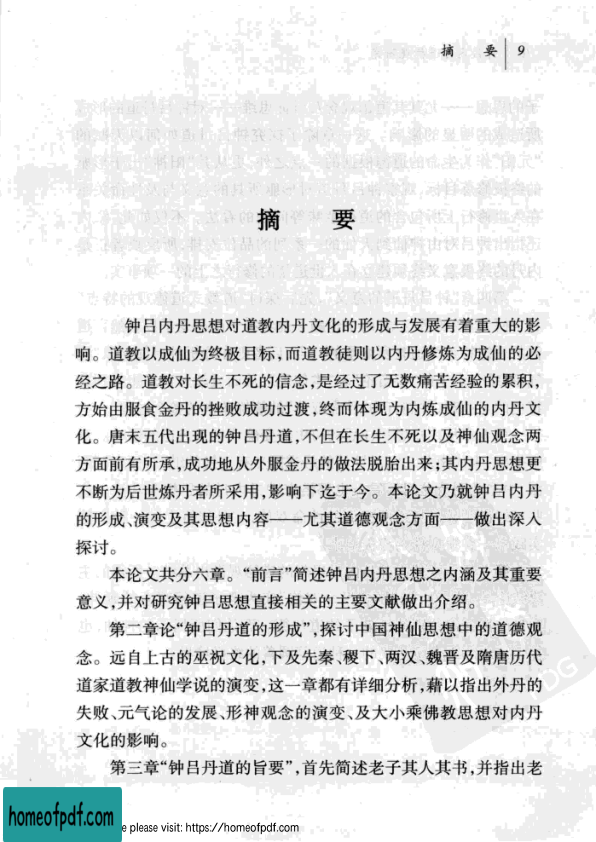 摘 要 9
摘 要
钟吕内丹思想对道教内丹文化的形成与发展有着重大的影
响。道教以成仙为终极目标,而道教徒则以内丹修炼为成仙的必
经之路。道教对长生不死的信念,是经过了无数痛苦经验的累积,
方始由服食金丹的挫败成功过渡,终而体现为内炼成仙的内丹文
化。唐末五代出现的钟吕丹道,不但在长生不死以及神仙观念两
方面前有所承,成功地从外服金丹的做法脱胎出来;其内丹思想更
不断为后世炼丹者所采用,影响下迄于今。本论文乃就钟吕内丹
的形成、演变及其思想内容——尤其道德观念方面——做出深入
探讨。
本论文共分六章。“前言”简述钟吕内丹思想之内涵及其重要
意义,并对研究钟吕思想直接相关的主要文献做出介绍。
第二章论“钟吕丹道的形成”,探讨中国神仙思想中的道德观
念。远自上古的巫祝文化,下及先秦、稷下、两汉、魏晋及隋唐历代
道家道教神仙学说的演变,这一章都有详细分析,藉以指出外丹的
失败、元气论的发展、形神观念的演变、及大小乘佛教思想对内丹
文化的影响。
第三章“钟吕丹道的旨要”,首先简述老子其人其书,并指出老
homeofpdf.com
e please visit: https://homeofpdf.com